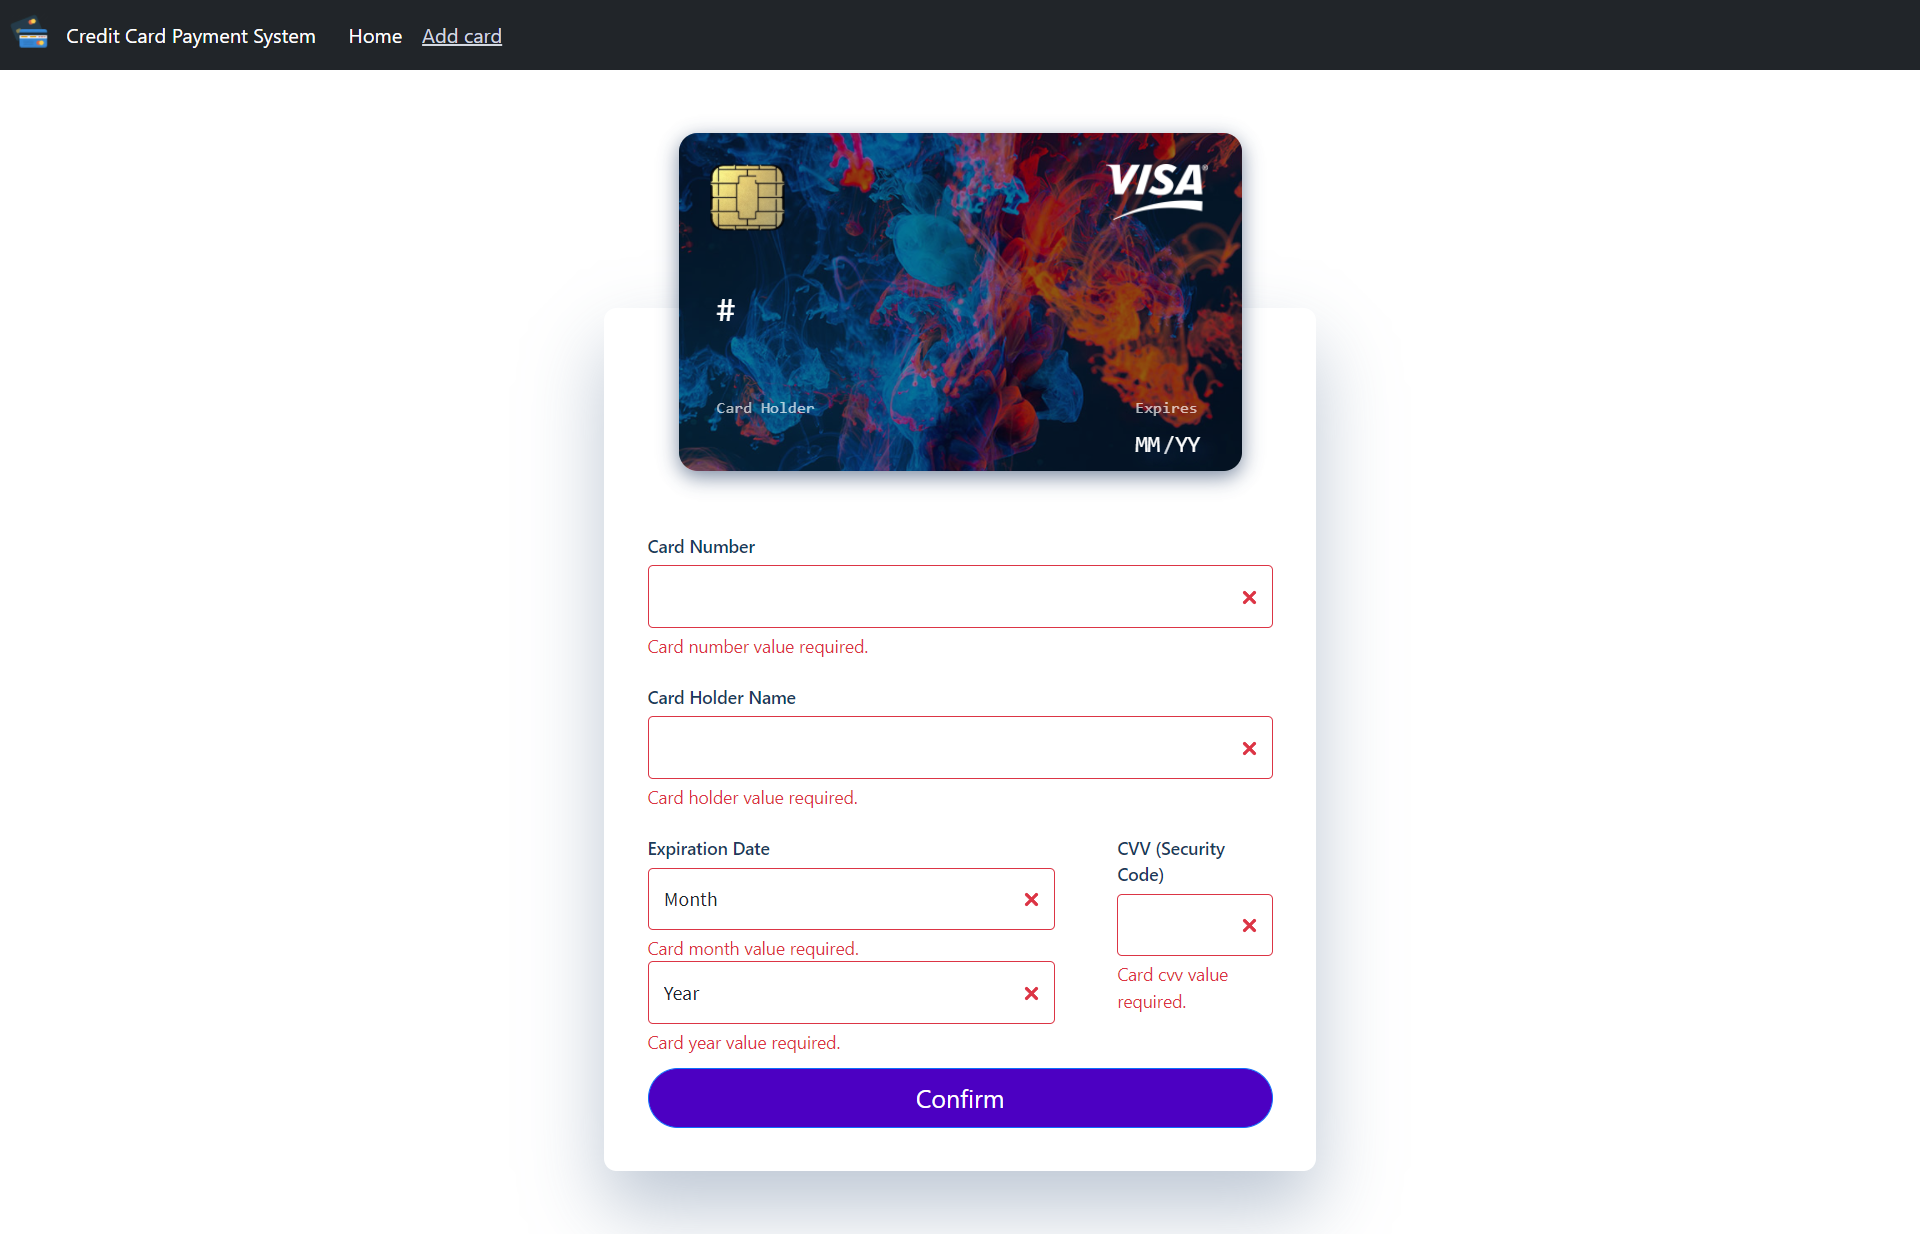 Credit Card Payment System Home Add card
VISA®
#
Card Holder Expires
MM/YY
Card Number
Card number value required.
Card Holder Name
Card holder value required.
Expiration Date
Month
Card month value required.
Year
Card year value required.
CVV (Security
Code)
Card cvv value
required.
Confirm